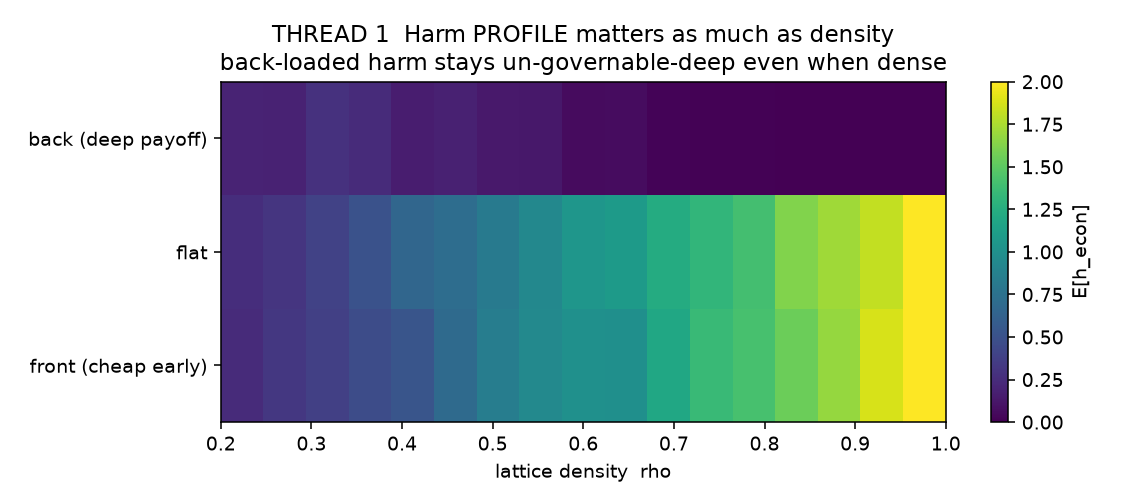 THREAD 1  Harm PROFILE matters as much as density
back-loaded harm stays un-governable-deep even when dense
back (deep payoff)
flat
front (cheap early)
0.2 0.3 0.4 0.5 0.6 0.7 0.8 0.9 1.0
lattice density  rho
2.00
1.75
1.50
1.25
1.00
0.75
0.50
0.25
0.00
E[h_econ]